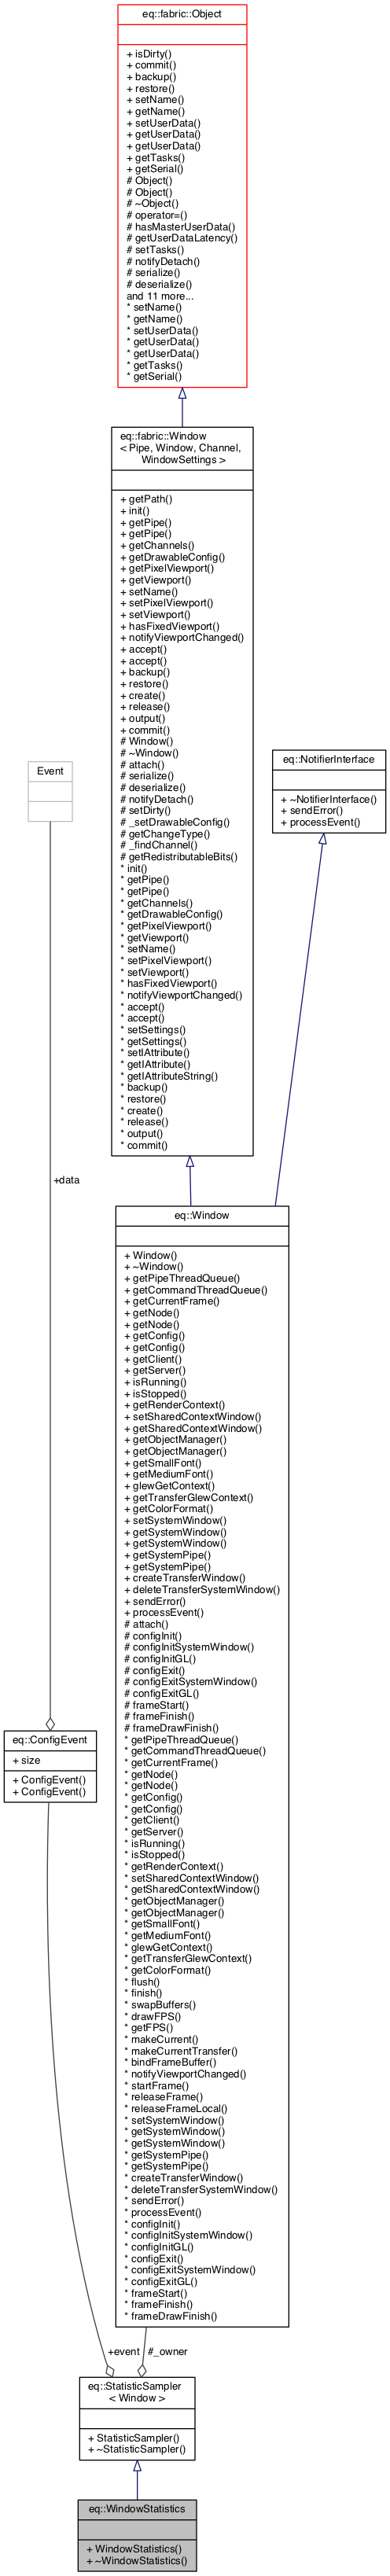 eq::fabric::Object
+ isDirty()
+ commit()
+ backup()
+ restore()
+ setName()
+ getName()
+ setUserData()
+ getUserData()
+ getUserData()
+ getTasks()
+ getSerial()
# Object()
# Object()
# ~Object()
# operator=()
# hasMasterUserData()
# getUserDataLatency()
# setTasks()
# notifyDetach()
# serialize()
# deserialize()
and 11 more...
* setName()
* getName()
* setUserData()
* getUserData()
* getUserData()
* getTasks()
* getSerial()
eq::fabric::Window
< Pipe, Window, Channel,
WindowSettings >
+ getPath()
+ init()
+ getPipe()
+ getPipe()
+ getChannels()
+ getDrawableConfig()
+ getPixelViewport()
+ getViewport()
+ setName()
+ setPixelViewport()
+ setViewport()
+ hasFixedViewport()
+ notifyViewportChanged()
+ accept()
+ accept()
+ backup()
+ restore()
+ create()
+ release()
+ output()
+ commit()
# Window()
# ~Window()
# attach()
# serialize()
# deserialize()
# notifyDetach()
# setDirty()
# _setDrawableConfig()
# getChangeType()
# _findChannel()
# getRedistributableBits()
* init()
* getPipe()
* getPipe()
* getChannels()
* getDrawableConfig()
* getPixelViewport()
* getViewport()
* setName()
* setPixelViewport()
* setViewport()
* hasFixedViewport()
* notifyViewportChanged()
* accept()
* accept()
* setSettings()
* getSettings()
* setIAttribute()
* getIAttribute()
* getIAttributeString()
* backup()
* restore()
* create()
* release()
* output()
* commit()
eq::NotifierInterface
+ ~NotifierInterface()
+ sendError()
+ processEvent()
Event
+data
eq::Window
+ Window()
+ ~Window()
+ getPipeThreadQueue()
+ getCommandThreadQueue()
+ getCurrentFrame()
+ getNode()
+ getNode()
+ getConfig()
+ getConfig()
+ getClient()
+ getServer()
+ isRunning()
+ isStopped()
+ getRenderContext()
+ setSharedContextWindow()
+ getSharedContextWindow()
+ getObjectManager()
+ getObjectManager()
+ getSmallFont()
+ getMediumFont()
+ glewGetContext()
+ getTransferGlewContext()
+ getColorFormat()
+ setSystemWindow()
+ getSystemWindow()
+ getSystemWindow()
+ getSystemPipe()
+ getSystemPipe()
+ createTransferWindow()
+ deleteTransferSystemWindow()
+ sendError()
+ processEvent()
# attach()
# configInit()
# configInitSystemWindow()
# configInitGL()
# configExit()
# configExitSystemWindow()
# configExitGL()
# frameStart()
# frameFinish()
# frameDrawFinish()
* getPipeThreadQueue()
* getCommandThreadQueue()
* getCurrentFrame()
* getNode()
* getNode()
* getConfig()
* getConfig()
* getClient()
* getServer()
* isRunning()
* isStopped()
* getRenderContext()
* setSharedContextWindow()
* getSharedContextWindow()
* getObjectManager()
* getObjectManager()
* getSmallFont()
* getMediumFont()
* glewGetContext()
* getTransferGlewContext()
* getColorFormat()
* flush()
* finish()
* swapBuffers()
* drawFPS()
* getFPS()
* makeCurrent()
* makeCurrentTransfer()
* bindFrameBuffer()
* notifyViewportChanged()
* startFrame()
* releaseFrame()
* releaseFrameLocal()
* setSystemWindow()
* getSystemWindow()
* getSystemWindow()
* getSystemPipe()
* getSystemPipe()
* createTransferWindow()
* deleteTransferSystemWindow()
* sendError()
* processEvent()
* configInit()
* configInitSystemWindow()
* configInitGL()
* configExit()
* configExitSystemWindow()
* configExitGL()
* frameStart()
* frameFinish()
* frameDrawFinish()
eq::ConfigEvent
+ size
+ ConfigEvent()
+ ConfigEvent()
+event
#_owner
eq::StatisticSampler
< Window >
+ StatisticSampler()
+ ~StatisticSampler()
eq::WindowStatistics
+ WindowStatistics()
+ ~WindowStatistics()